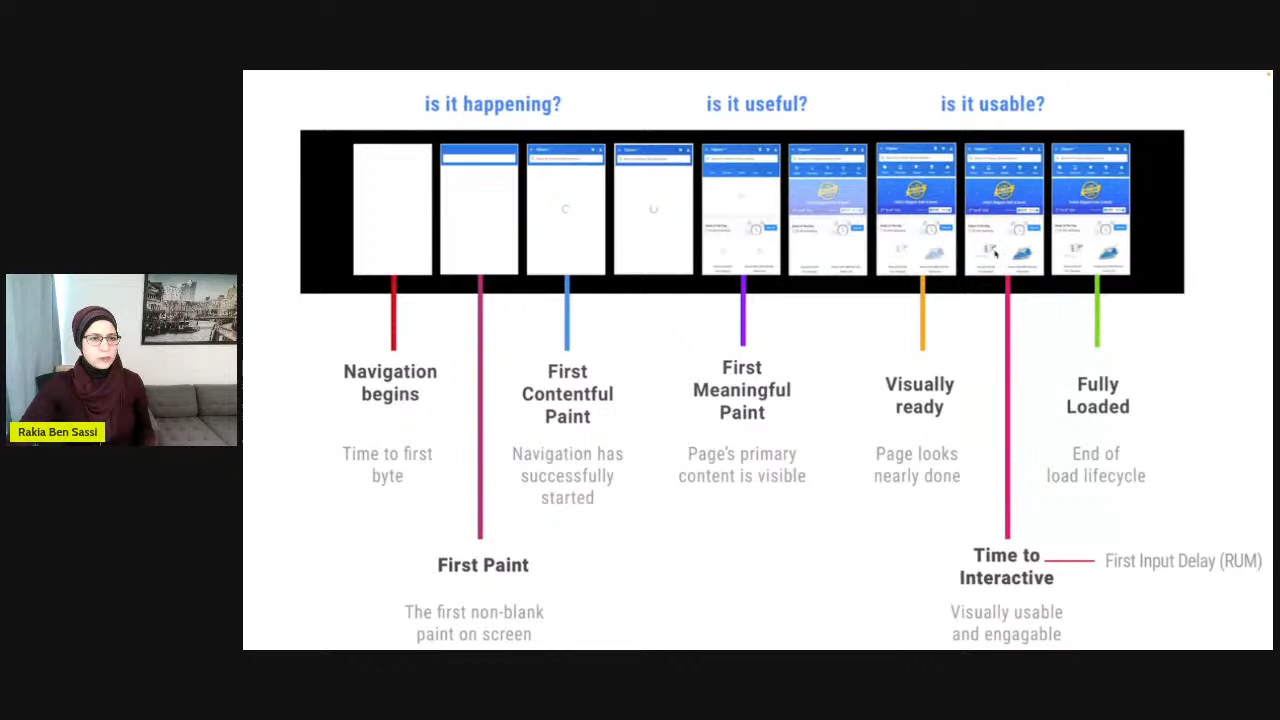 is it happening?
is it useful?
is it usable?
Navigation
begins
Time to first
byte
First Paint
The first non-blank
paint on screen
First
Contentful
Paint
Navigation has
successfully
started
First
Meaningful
Paint
Page's primary
content is visible
Visually
ready
Page looks
nearly done
Time to
Interactive
Visually usable
and engagable
First Input Delay (RUM)
Fully
Loaded
End of
load lifecycle
Rakia Ben Sassi